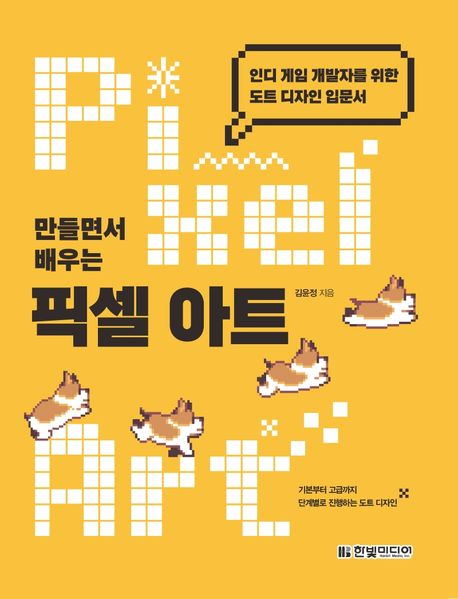 Pi
xel
인디 게임 개발자를 위한
도트 디자인 입문서
만들면서
배우는
픽셀 아트
김윤정 지음
Art
기본부터 고급까지
단계별로 진행하는 도트 디자인
한빛미디어
Hanbit Media, Inc.